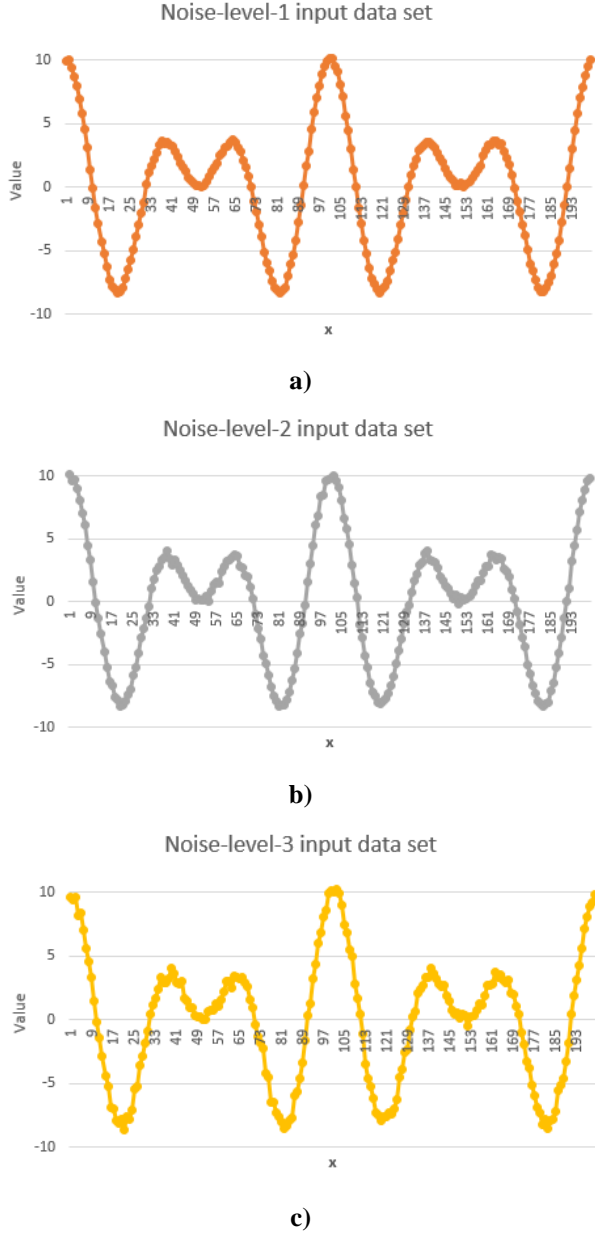 Noise-level-1 input data set
10
5
0
-5
-10
Value
1 9 17 25 33 41 49 57 65 73 81 89 97 105 113 121 129 137 145 153 161 169 177 185 193
x
a)
Noise-level-2 input data set
10
5
0
-5
-10
Value
1 9 17 25 33 41 49 57 65 73 81 89 97 105 113 121 129 137 145 153 161 169 177 185 193
x
b)
Noise-level-3 input data set
10
5
0
-5
-10
Value
1 9 17 25 33 41 49 57 65 73 81 89 97 105 113 121 129 137 145 153 161 169 177 185 193
x
c)